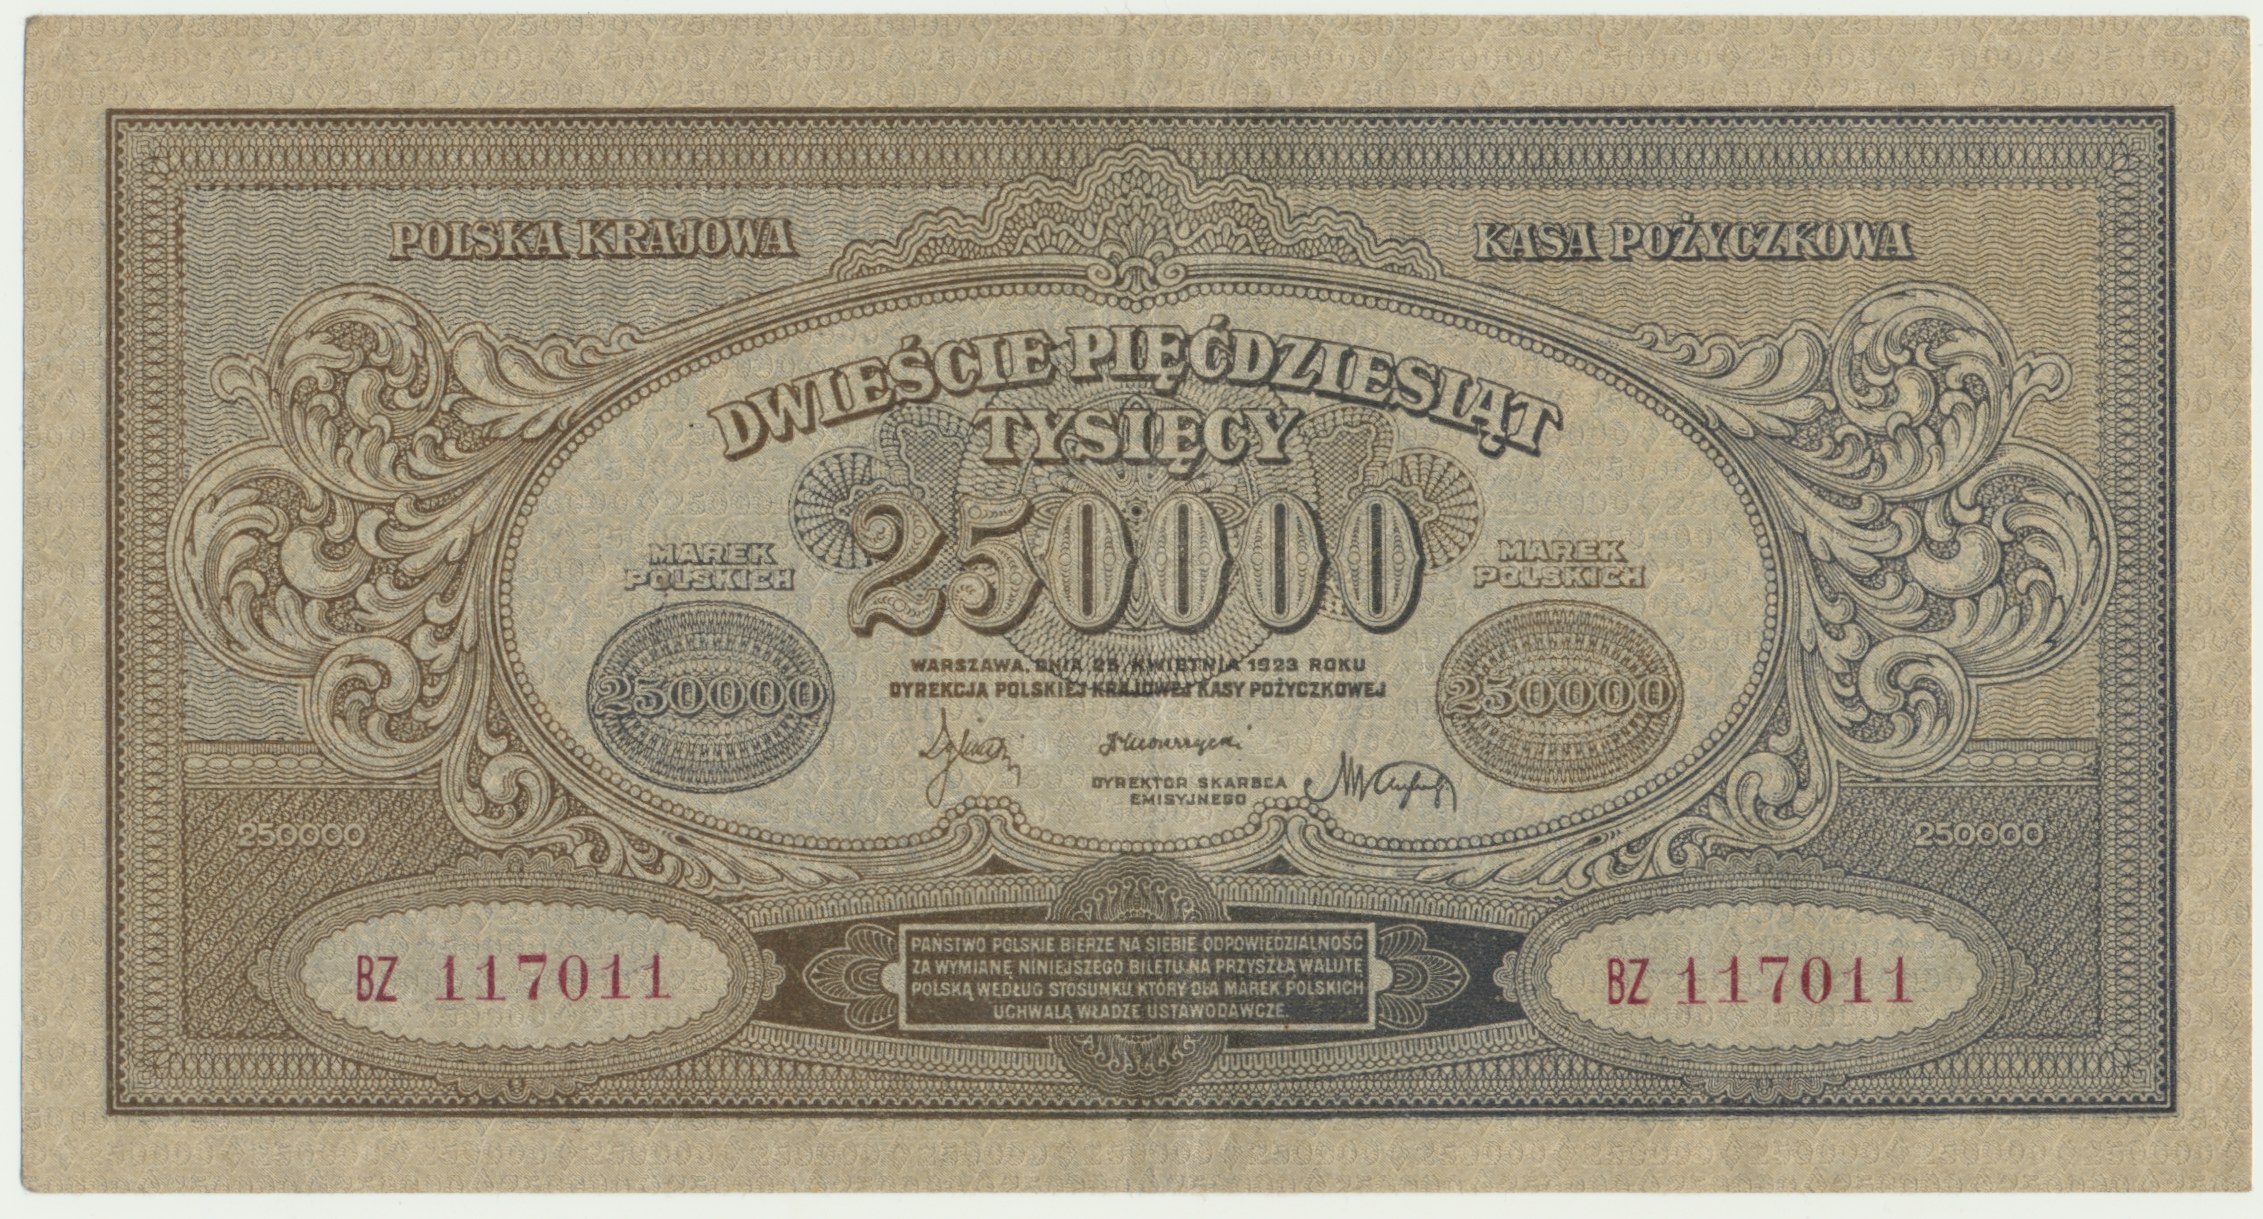 POLSKA KRAJOWA
KASA POŻYCZKOWA
DWIEŚCIE PIĘĆDZIESIĄT
TYSIĘCY
250000
MAREK
POLSKICH
250000
MAREK
POLSKICH
250000
WARSZAWA, DNIA 25 KWIETNIA 1923 ROKU
DYREKCJA POLSKIEJ KRAJOWEJ KASY POŻYCZKOWEJ
DYREKTOR SKARBCA
EMISYJNEGO
250000
250000
BZ 117011
PAŃSTWO POLSKIE BIERZE NA SIEBIE ODPOWIEDZIALNOŚĆ
ZA WYMIANĘ NINIEJSZEGO BILETU NA PRZYSZŁĄ WALUTĘ
POLSKĄ WEDŁUG STOSUNKU, KTÓRY DLA MAREK POLSKICH
UCHWALĄ WŁADZE USTAWODAWCZE.
BZ 117011